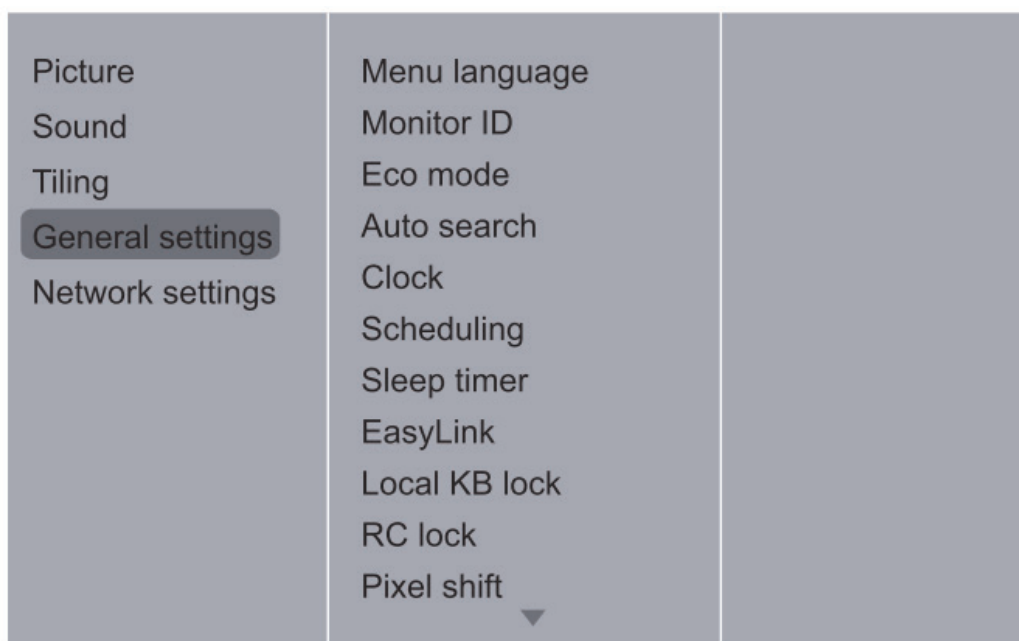 Picture
Sound
Tiling
General settings
Network settings
Menu language
Monitor ID
Eco mode
Auto search
Clock
Scheduling
Sleep timer
EasyLink
Local KB lock
RC lock
Pixel shift